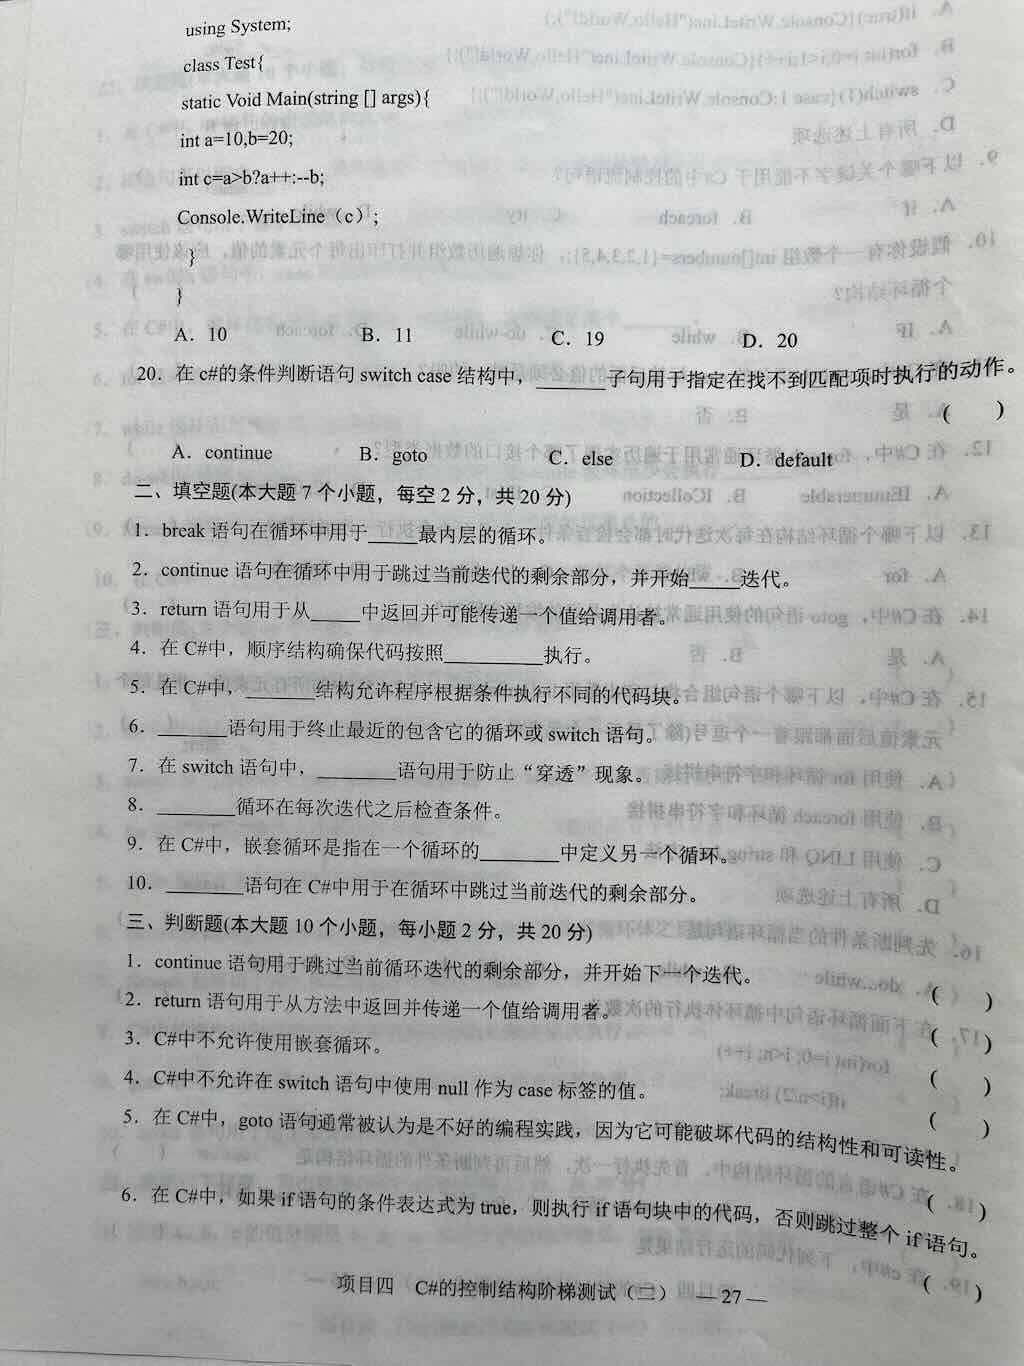 using System;
class Test{
static Void Main(string [] args){
int a=10,b=20;
int c=a>b?a++:--b;
Console.WriteLine（c）;
}
}
A．10 B．11 C．19 D．20
20．在 c#的条件判断语句 switch case 结构中，______子句用于指定在找不到匹配项时执行的动作。
( )
A．continue B．goto C．else D．default
二、填空题(本大题 7 个小题，每空 2 分，共 20 分)
1．break 语句在循环中用于_____最内层的循环。
2．continue 语句在循环中用于跳过当前迭代的剩余部分，并开始_____迭代。
3．return 语句用于从_____中返回并可能传递一个值给调用者。
4．在 C#中，顺序结构确保代码按照_________执行。
5．在 C#中，_______结构允许程序根据条件执行不同的代码块。
6．_______语句用于终止最近的包含它的循环或 switch 语句。
7．在 switch 语句中，________语句用于防止“穿透”现象。
8．________循环在每次迭代之后检查条件。
9．在 C#中，嵌套循环是指在一个循环的________中定义另一个循环。
10．________语句在 C#中用于在循环中跳过当前迭代的剩余部分。
三、判断题(本大题 10 个小题，每小题 2 分，共 20 分)
1．continue 语句用于跳过当前循环迭代的剩余部分，并开始下一个迭代。 ( )
2．return 语句用于从方法中返回并传递一个值给调用者。 ( )
3．C#中不允许使用嵌套循环。 ( )
4．C#中不允许在 switch 语句中使用 null 作为 case 标签的值。 ( )
5．在 C#中，goto 语句通常被认为是不好的编程实践，因为它可能破坏代码的结构性和可读性。
( )
6．在 C#中，如果 if 语句的条件表达式为 true，则执行 if 语句块中的代码，否则跳过整个 if 语句。
( )
项目四 C#的控制结构阶梯测试（二） — 27 —